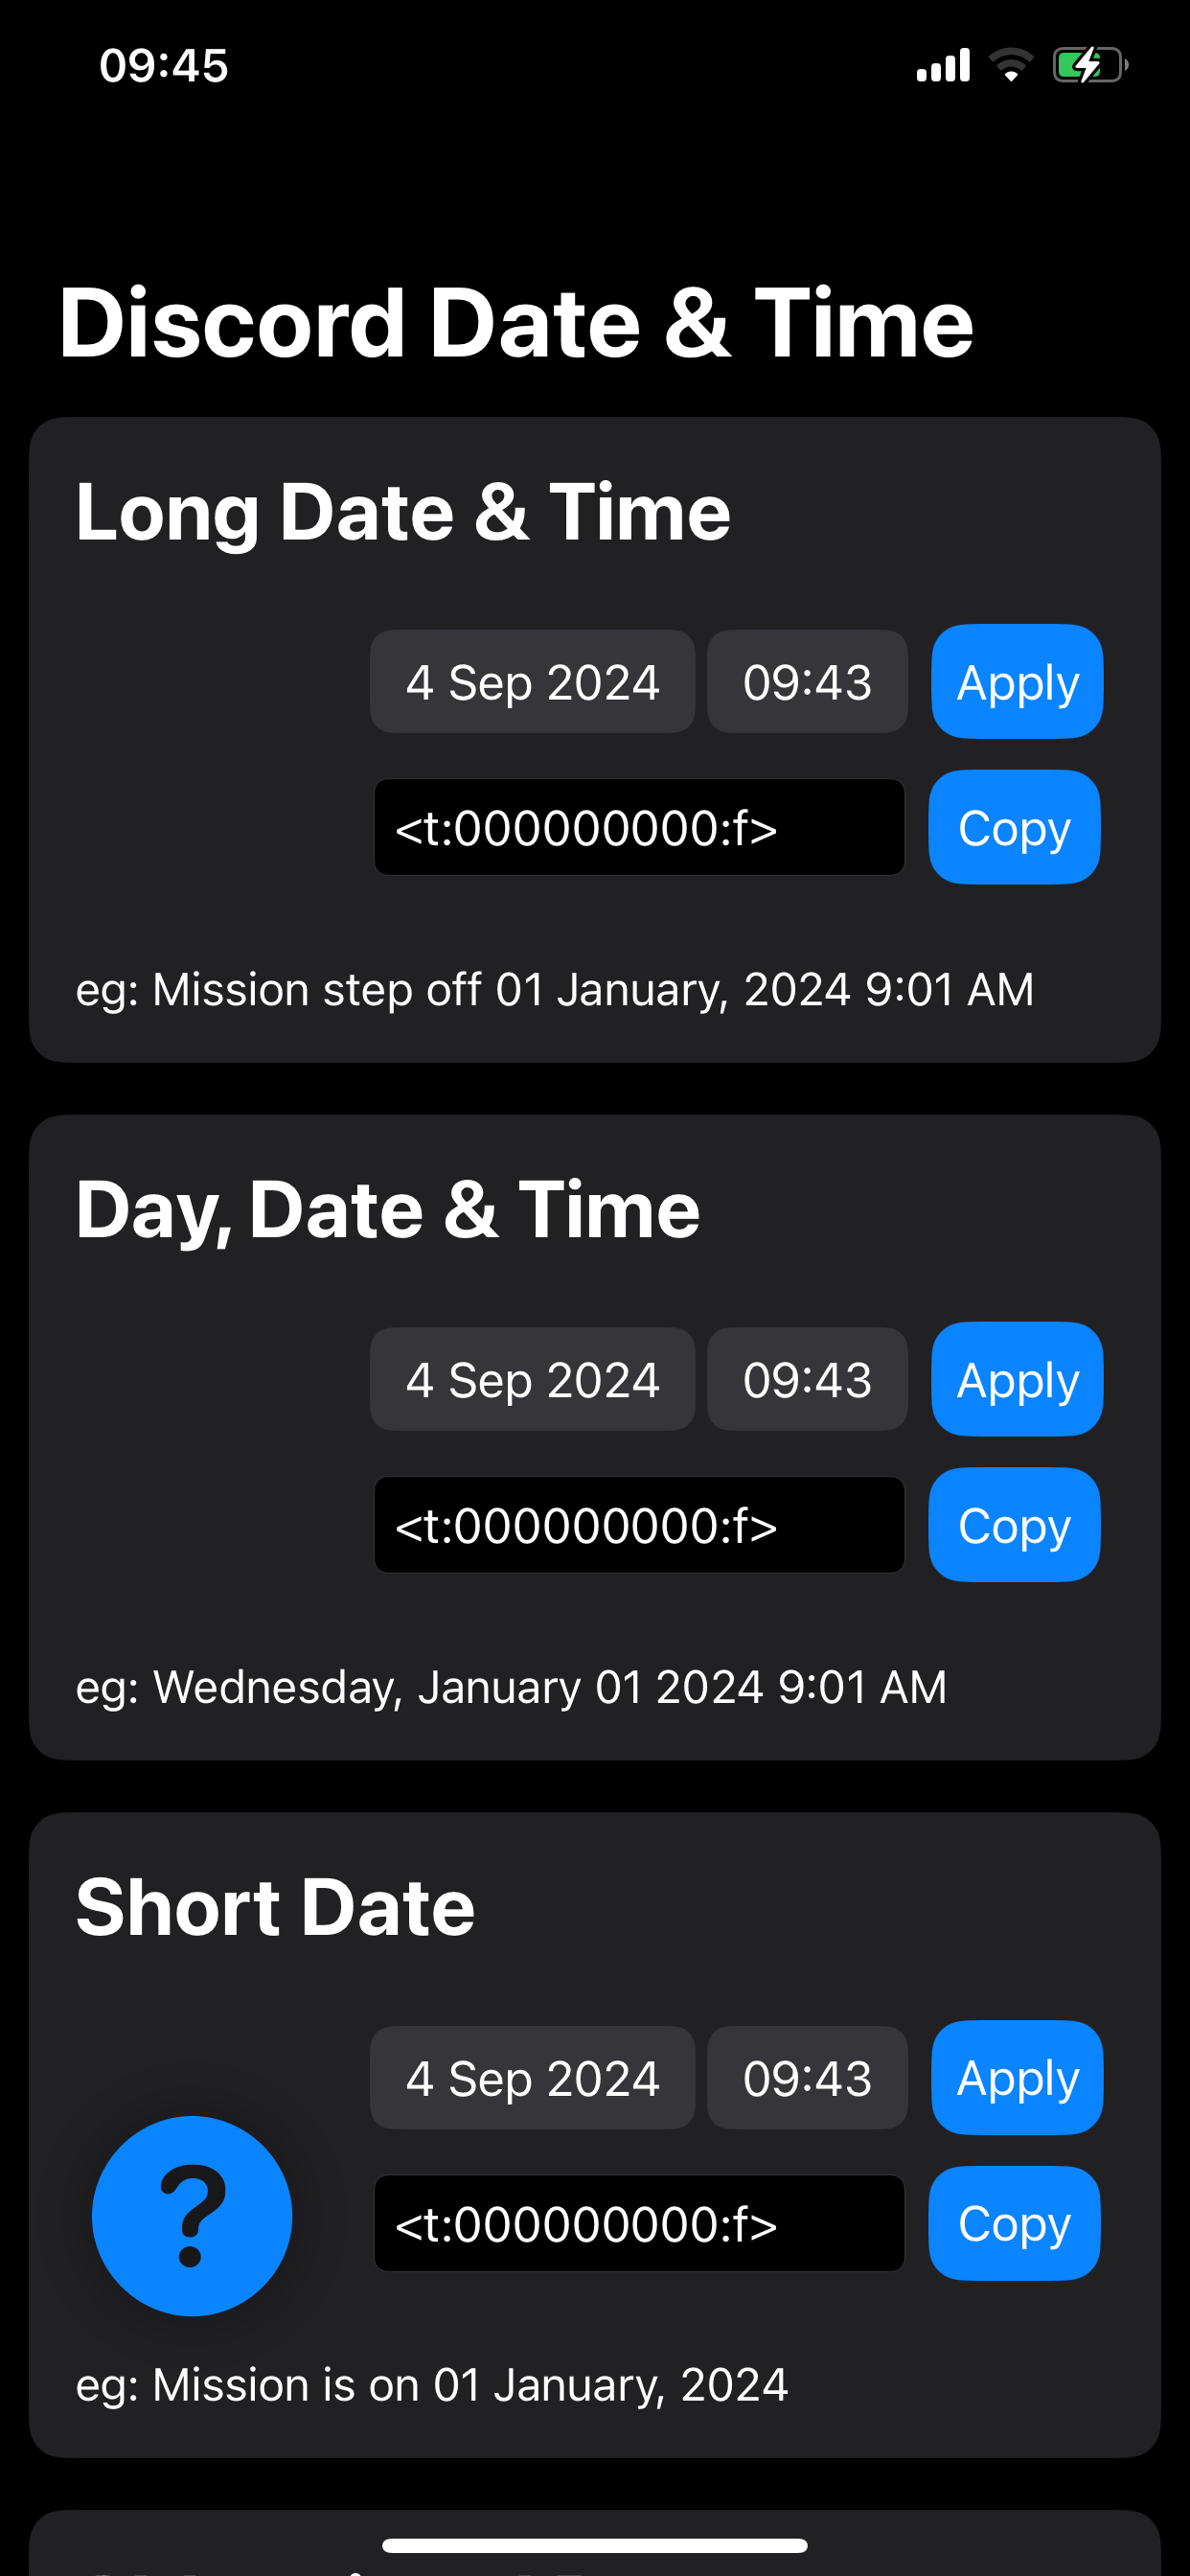 09:45
Discord Date & Time
Long Date & Time
4 Sep 2024 09:43 Apply
<t:000000000:f> Copy
eg: Mission step off 01 January, 2024 9:01 AM
Day, Date & Time
4 Sep 2024 09:43 Apply
<t:000000000:f> Copy
eg: Wednesday, January 01 2024 9:01 AM
Short Date
4 Sep 2024 09:43 Apply
? <t:000000000:f> Copy
eg: Mission is on 01 January, 2024